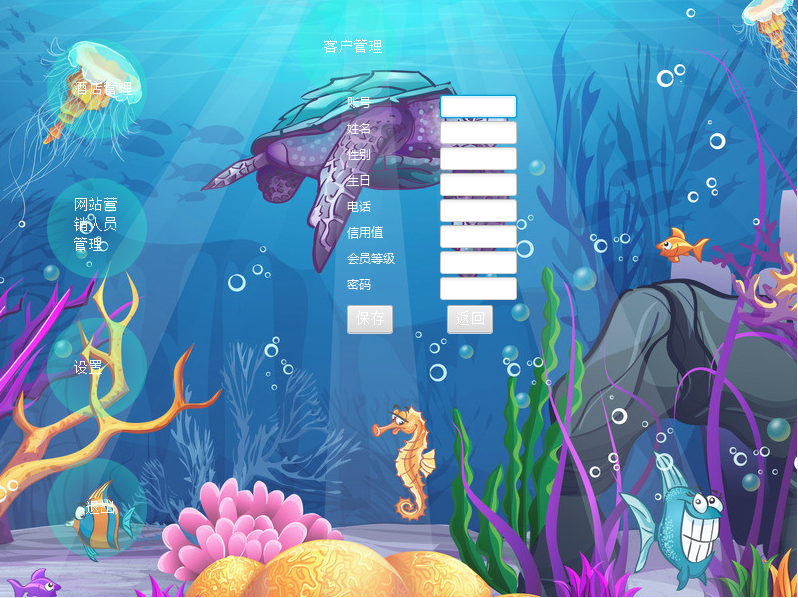 客户管理
酒店管理
网站营
销人员
管理
设置
退出
账号
姓名
性别
生日
电话
信用值
会员等级
密码
保存
返回